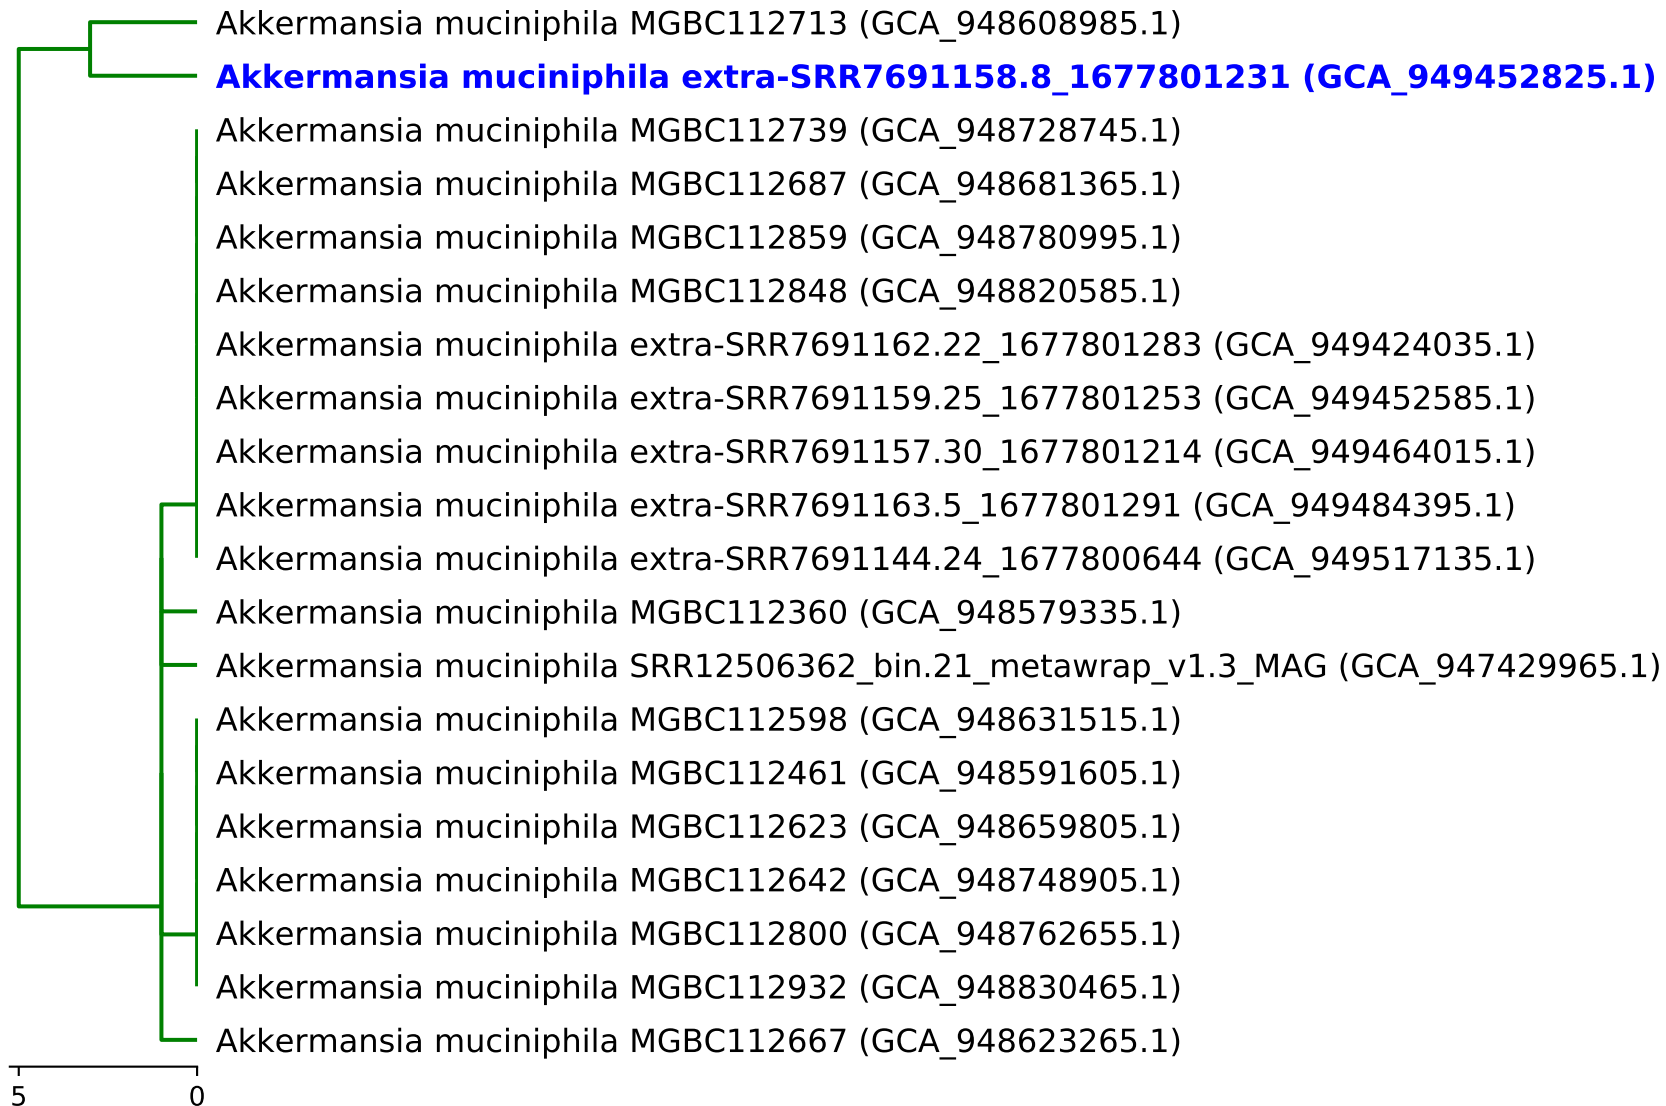 Akkermansia muciniphila MGBC112713 (GCA_948608985.1)
Akkermansia muciniphila extra-SRR7691158.8_1677801231 (GCA_949452825.1)
Akkermansia muciniphila MGBC112739 (GCA_948728745.1)
Akkermansia muciniphila MGBC112687 (GCA_948681365.1)
Akkermansia muciniphila MGBC112859 (GCA_948780995.1)
Akkermansia muciniphila MGBC112848 (GCA_948820585.1)
Akkermansia muciniphila extra-SRR7691162.22_1677801283 (GCA_949424035.1)
Akkermansia muciniphila extra-SRR7691159.25_1677801253 (GCA_949452585.1)
Akkermansia muciniphila extra-SRR7691157.30_1677801214 (GCA_949464015.1)
Akkermansia muciniphila extra-SRR7691163.5_1677801291 (GCA_949484395.1)
Akkermansia muciniphila extra-SRR7691144.24_1677800644 (GCA_949517135.1)
Akkermansia muciniphila MGBC112360 (GCA_948579335.1)
Akkermansia muciniphila SRR12506362_bin.21_metawrap_v1.3_MAG (GCA_947429965.1)
Akkermansia muciniphila MGBC112598 (GCA_948631515.1)
Akkermansia muciniphila MGBC112461 (GCA_948591605.1)
Akkermansia muciniphila MGBC112623 (GCA_948659805.1)
Akkermansia muciniphila MGBC112642 (GCA_948748905.1)
Akkermansia muciniphila MGBC112800 (GCA_948762655.1)
Akkermansia muciniphila MGBC112932 (GCA_948830465.1)
Akkermansia muciniphila MGBC112667 (GCA_948623265.1)
5 0